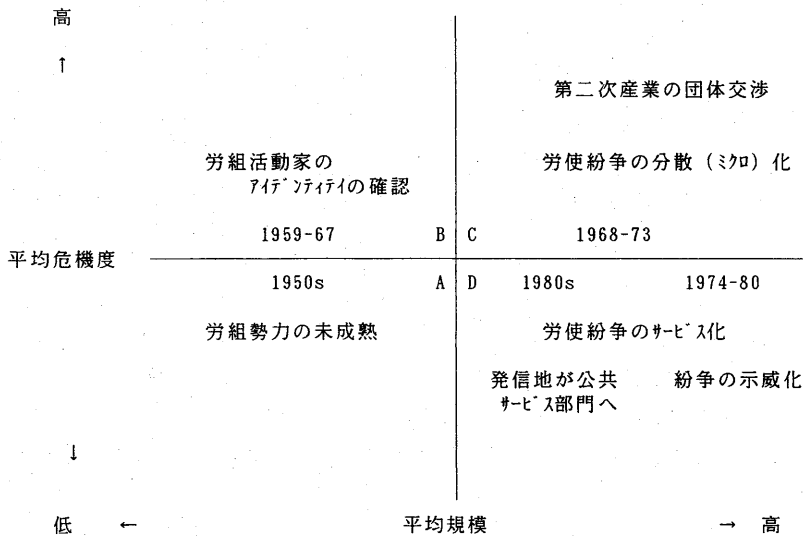 高
↑
第二次産業の団体交渉
労組活動家の
ｱｲﾃﾞﾝﾃｨﾃｲの確認
労使紛争の分散（ﾐｸﾛ）化
1959-67 B C 1968-73
平均危機度
1950s A D 1980s 1974-80
労組勢力の未成熟
労使紛争のｻｰﾋﾞｽ化
発信地が公共 紛争の示威化
ｻｰﾋﾞｽ部門へ
↓
低 ← 平均規模 → 高